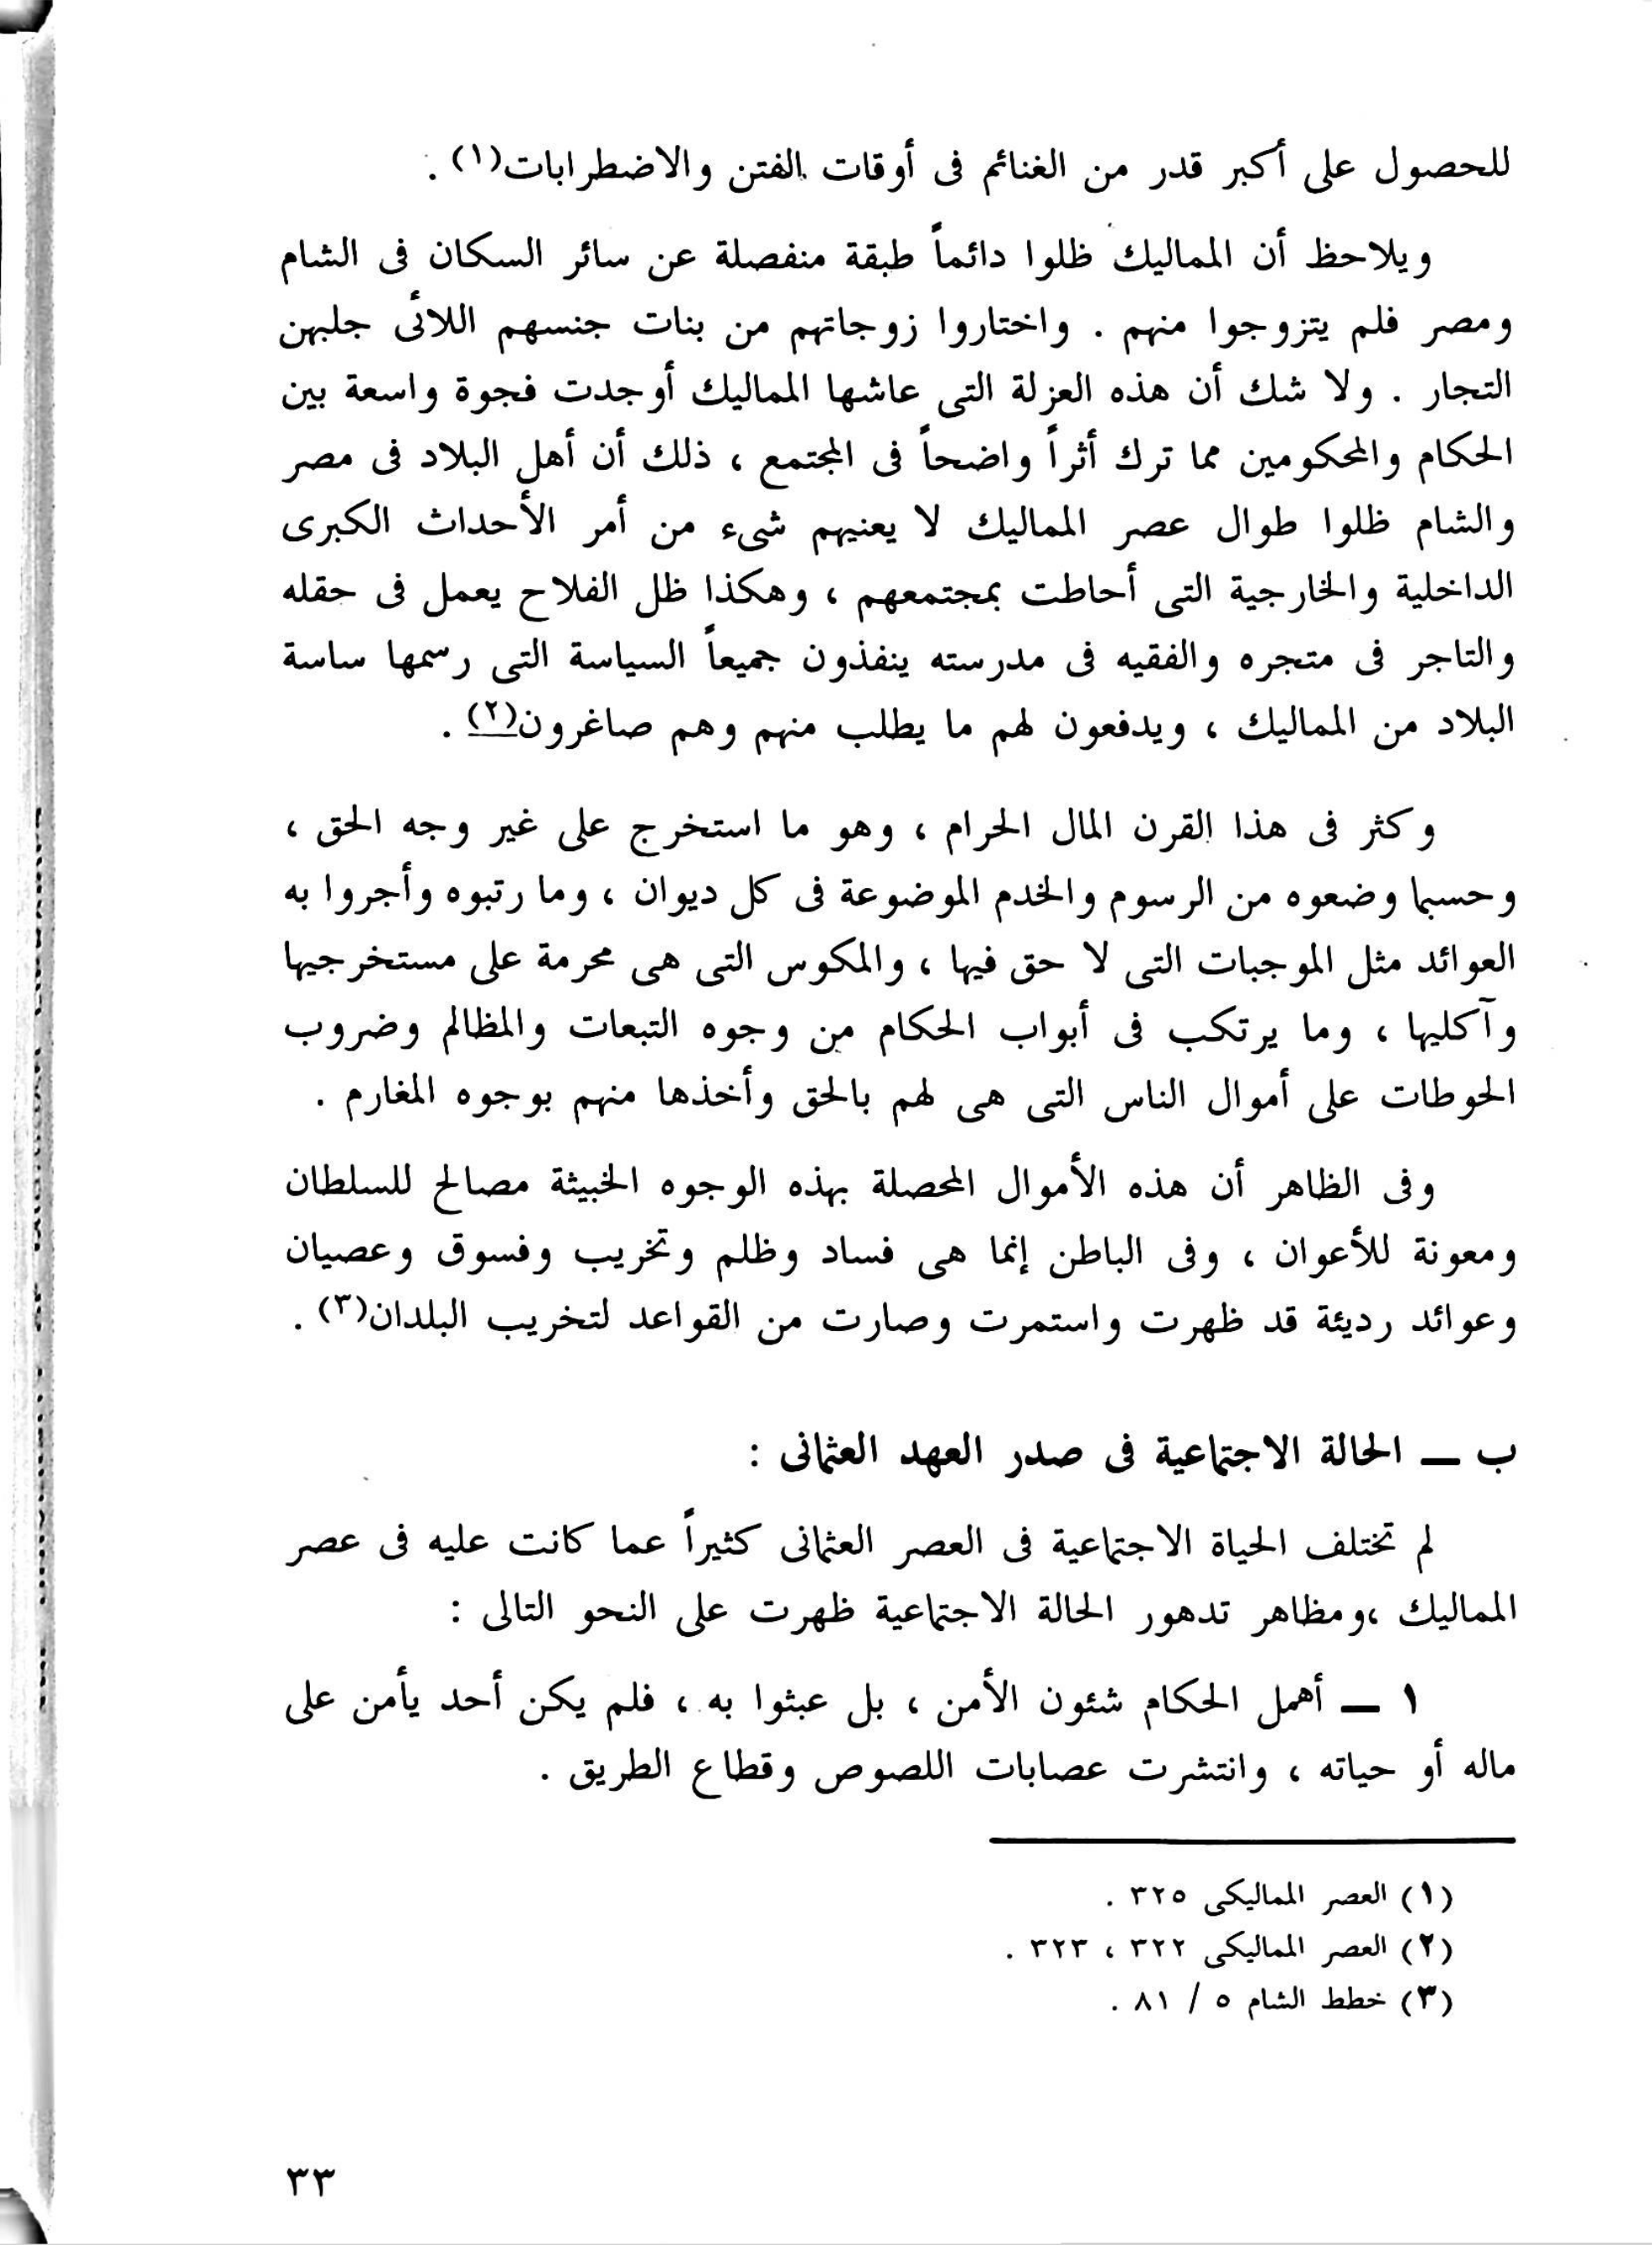 للحصول على أكبر قدر من الغنائم فى أوقات الفتن والاضطرابات(١) .
ويلاحظ أن المماليك ظلوا دائماً طبقة منفصلة عن سائر السكان فى الشام
ومصر فلم يتزوجوا منهم . واختاروا زوجاتهم من بنات جنسهم اللائى جلبهن
التجار . ولا شك أن هذه العزلة التى عاشها المماليك أوجدت فجوة واسعة بين
الحكام والمحكومين مما ترك أثراً واضحاً فى المجتمع ، ذلك أن أهل البلاد فى مصر
والشام ظلوا طوال عصر المماليك لا يعنيهم شىء من أمر الأحداث الكبرى
الداخلية والخارجية التى أحاطت بمجتمعهم ، وهكذا ظل الفلاح يعمل فى حقله
والتاجر فى متجره والفقيه فى مدرسته ينفذون جميعاً السياسة التى رسمها ساسة
البلاد من المماليك ، ويدفعون لهم ما يطلب منهم وهم صاغرون(٢) .
وكثر فى هذا القرن المال الحرام ، وهو ما استخرج على غير وجه الحق ،
وحسبما وضعوه من الرسوم والخدم الموضوعة فى كل ديوان ، وما رتبوه وأجروا به
العوائد مثل الموجبات التى لا حق فيها ، والمكوس التى هى محرمة على مستخرجيها
وآكليها ، وما يرتكب فى أبواب الحكام من وجوه التبعات والمظالم وضروب
الحوطات على أموال الناس التى هى لهم بالحق وأخذها منهم بوجوه المغارم .
وفى الظاهر أن هذه الأموال المحصلة بهذه الوجوه الخبيثة مصالح للسلطان
ومعونة للأعوان ، وفى الباطن إنما هى فساد وظلم وتخريب وفسوق وعصيان
وعوائد رديئة قد ظهرت واستمرت وصارت من القواعد لتخريب البلدان(٣) .
ب ــ الحالة الاجتماعية فى صدر العهد العثمانى :
لم تختلف الحياة الاجتماعية فى العصر العثمانى كثيراً عما كانت عليه فى عصر
المماليك ،ومظاهر تدهور الحالة الاجتماعية ظهرت على النحو التالى :
١ ــ أهمل الحكام شئون الأمن ، بل عبثوا به ، فلم يكن أحد يأمن على
ماله أو حياته ، وانتشرت عصابات اللصوص وقطاع الطريق .
(١) العصر المماليكى ٣٢٥ .
(٢) العصر المماليكى ٣٢٢ ، ٣٢٣ .
(٣) خطط الشام ٥ / ٨١ .
٣٣